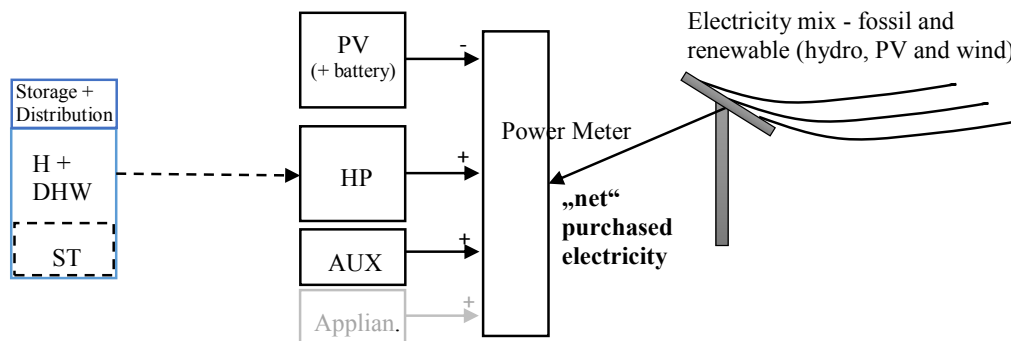 Storage +
Distribution
H +
DHW
ST
PV
(+ battery)
HP
AUX
Applian.
-
+
+
+
Power Meter
„net“
purchased
electricity
Electricity mix - fossil and
renewable (hydro, PV and wind)